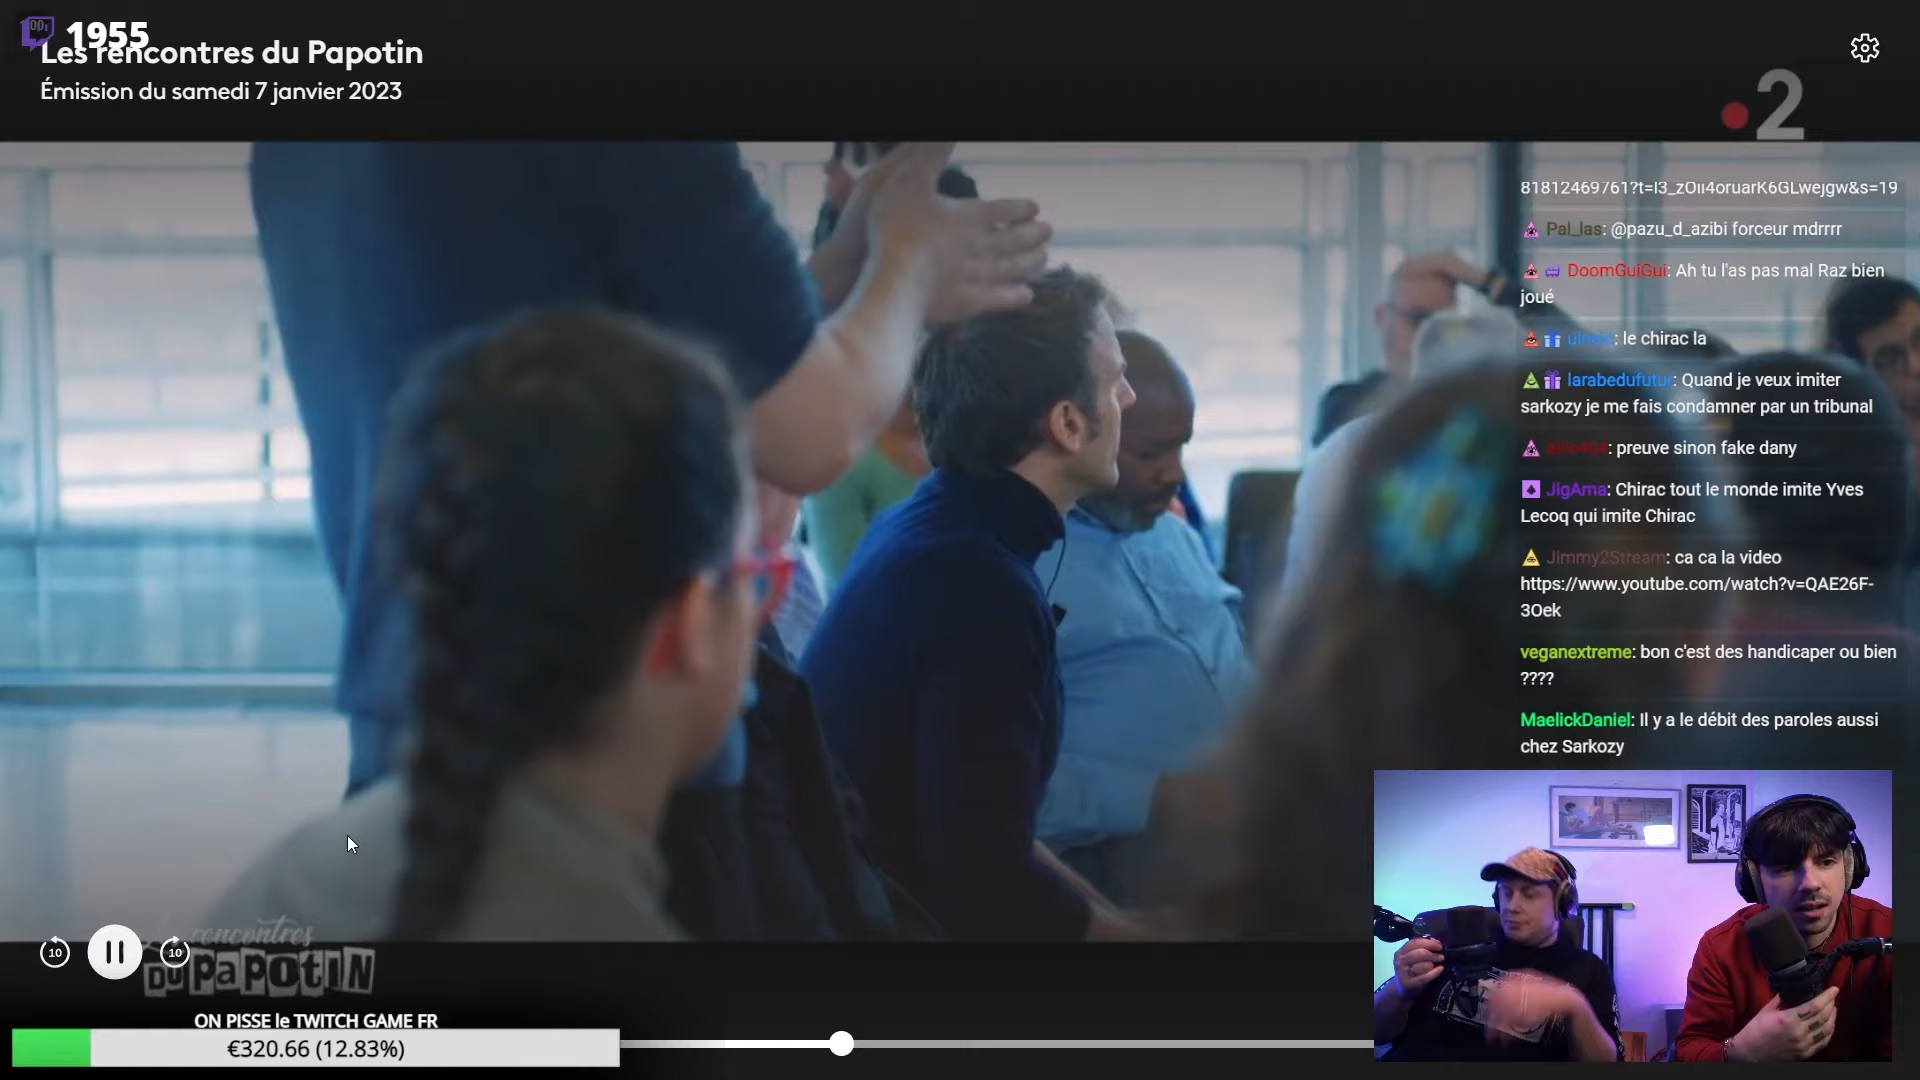 1955
Les rencontres du Papotin
Émission du samedi 7 janvier 2023
2
81812469761?t=I3_zOIi4oruarK6GLwejgw&s=19
Pal_las: @pazu_d_azibi forceur mdrrrr
DoomGuiGui: Ah tu l'as pas mal Raz bien
joué
: le chirac la
larabedufutur: Quand je veux imiter
sarkozy je me fais condamner par un tribunal
: preuve sinon fake dany
JigAma: Chirac tout le monde imite Yves
Lecoq qui imite Chirac
Jimmy2Stream: ca ca la video
https://www.youtube.com/watch?v=QAE26F-
3Oek
veganextreme: bon c'est des handicaper ou bien
????
MaelickDaniel: Il y a le débit des paroles aussi
chez Sarkozy
10
10
rencontres
DU PAPOTIN
ON PISSE le TWITCH GAME FR
€320.66 (12.83%)